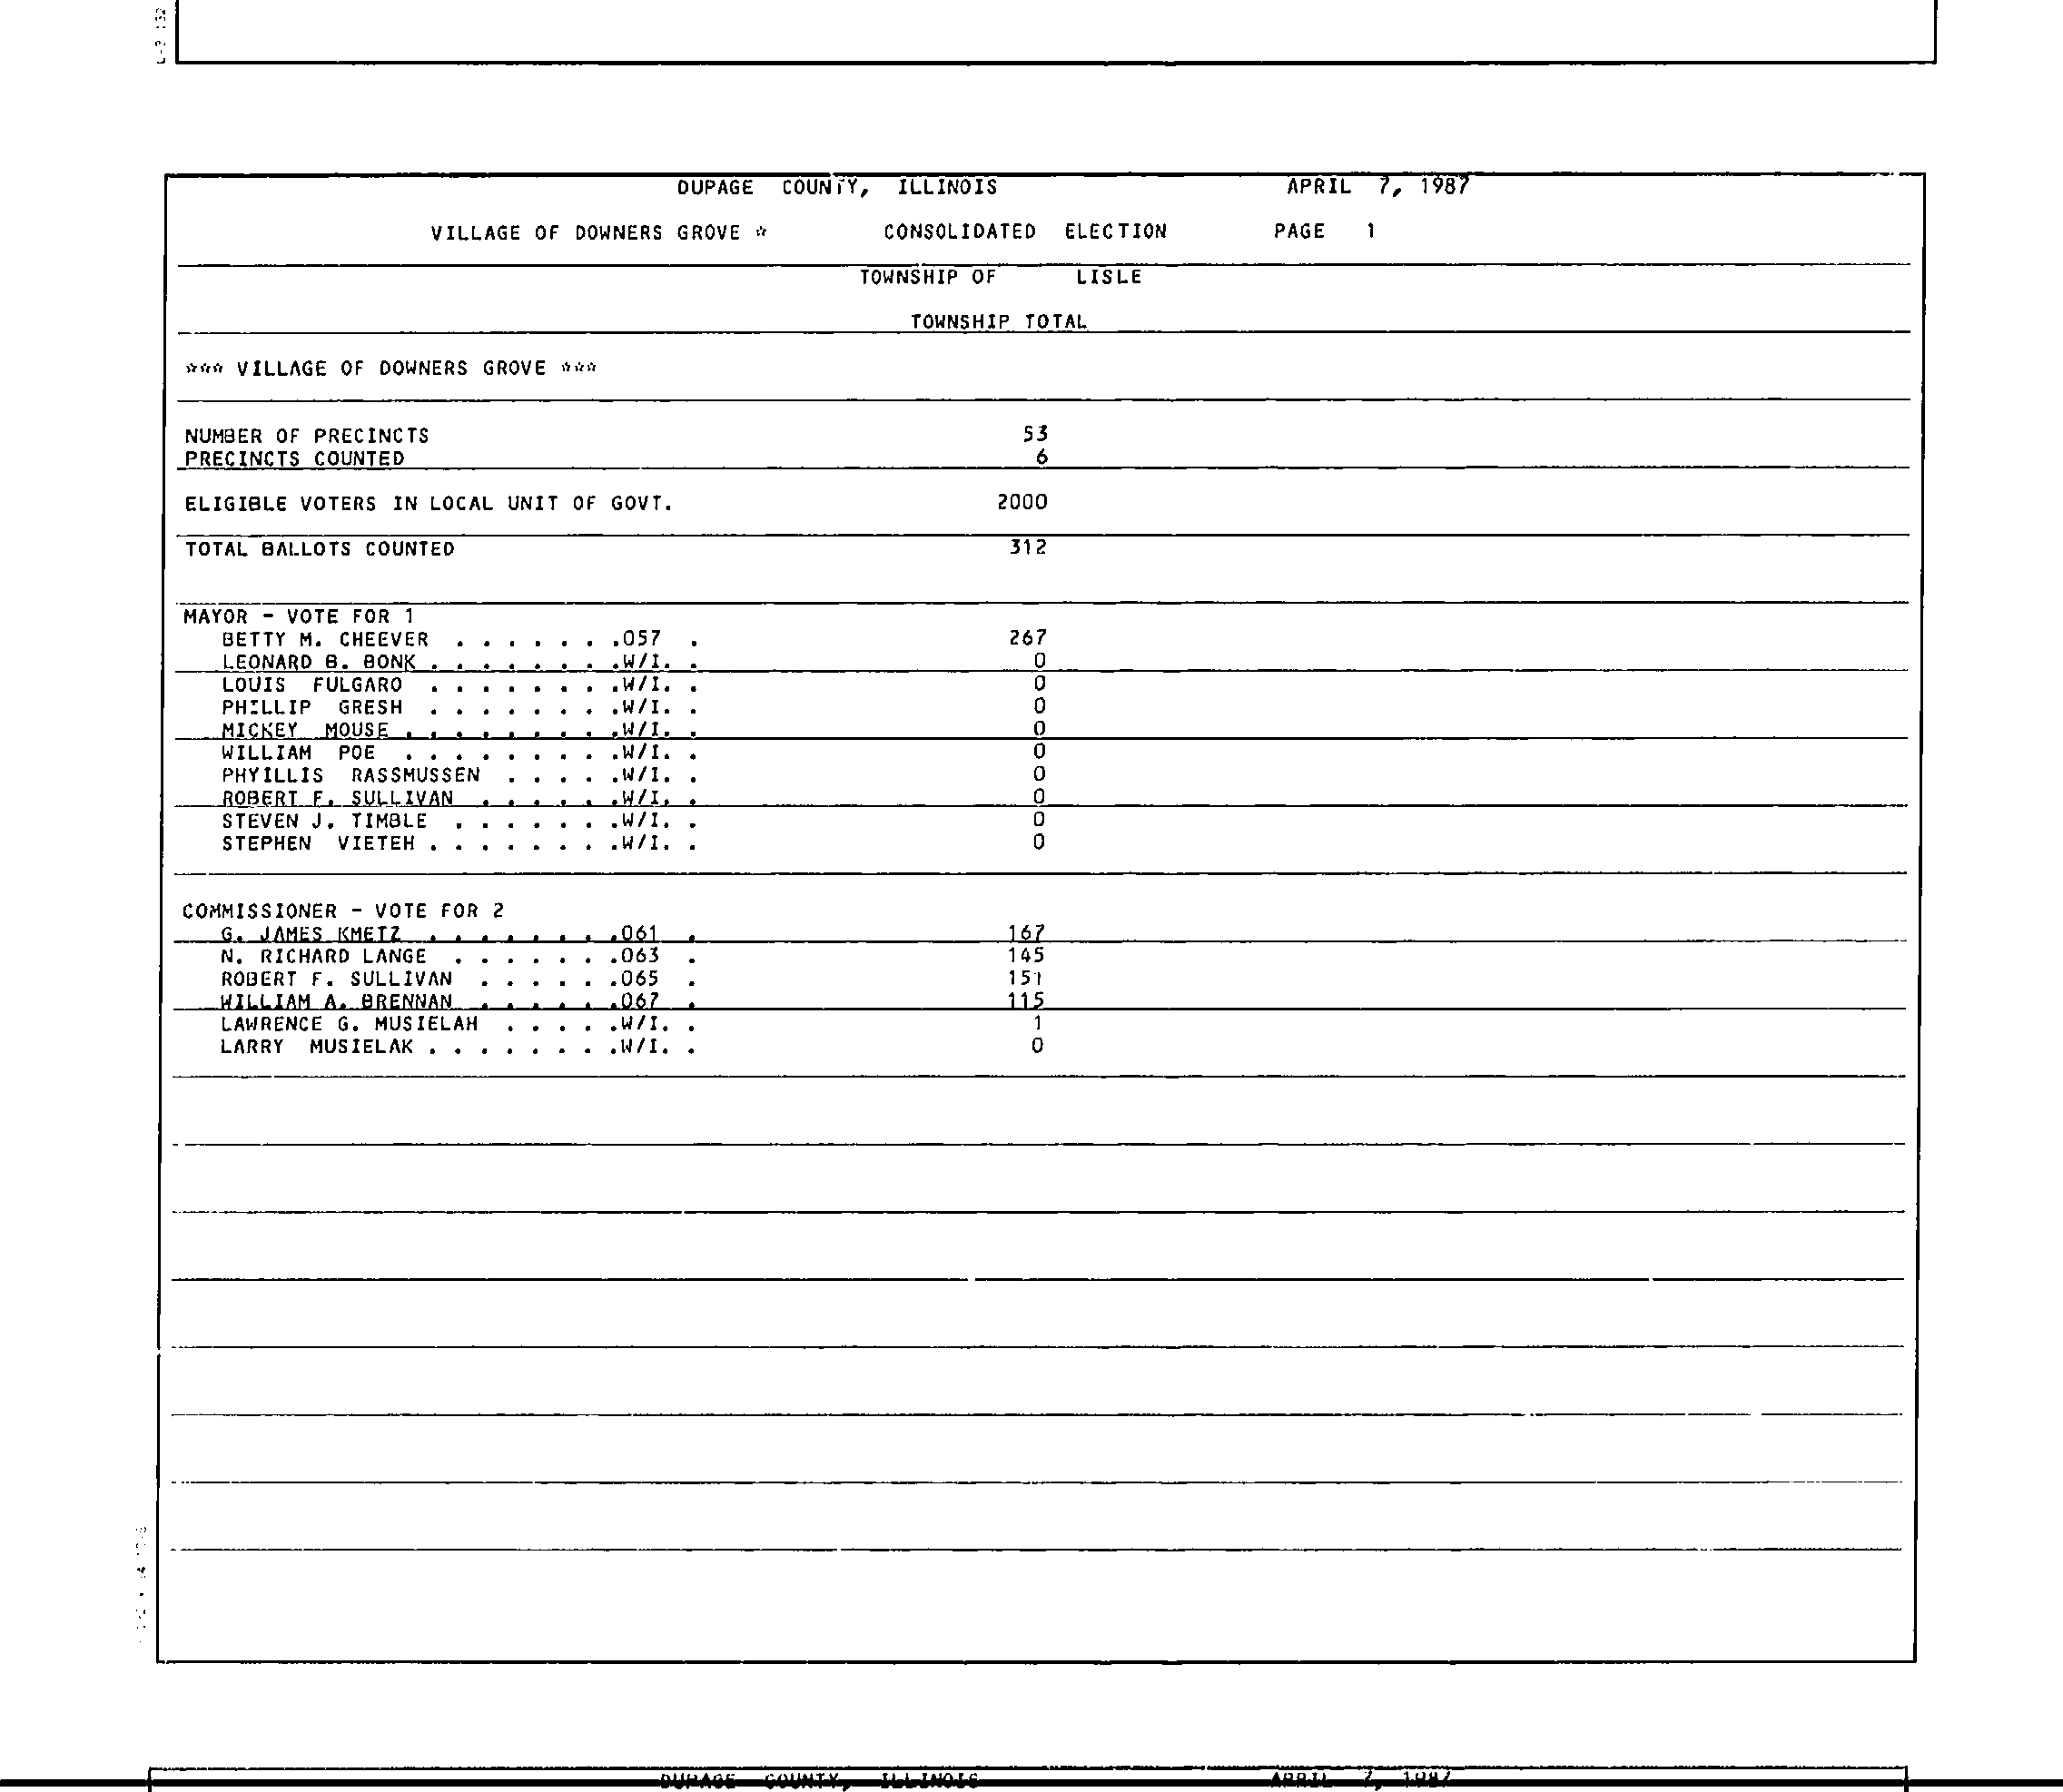 DUPAGE COUNTY, ILLINOIS APRIL 7, 1987
VILLAGE OF DOWNERS GROVE * CONSOLIDATED ELECTION PAGE 1
TOWNSHIP OF LISLE
TOWNSHIP TOTAL
*** VILLAGE OF DOWNERS GROVE ***
NUMBER OF PRECINCTS 53
PRECINCTS COUNTED 6
ELIGIBLE VOTERS IN LOCAL UNIT OF GOVT. 2000
TOTAL BALLOTS COUNTED 312
MAYOR - VOTE FOR 1
BETTY M. CHEEVER . . . . . . .057 . 267
LEONARD B. BONK . . . . . . . .W/I. . 0
LOUIS FULGARO . . . . . . . .W/I. . 0
PHILLIP GRESH . . . . . . . .W/I. . 0
MICKEY MOUSE . . . . . . . . .W/I. . 0
WILLIAM POE . . . . . . . . .W/I. . 0
PHYILLIS RASSMUSSEN . . . . .W/I. . 0
ROBERT F. SULLIVAN . . . . . .W/I. . 0
STEVEN J. TIMBLE . . . . . . .W/I. . 0
STEPHEN VIETEH . . . . . . . .W/I. . 0
COMMISSIONER - VOTE FOR 2
G. JAMES KMETZ . . . . . . . .061 . 167
N. RICHARD LANGE . . . . . . .063 . 145
ROBERT F. SULLIVAN . . . . . .065 . 151
WILLIAM A. BRENNAN . . . . . .067 . 115
LAWRENCE G. MUSIELAH . . . . .W/I. . 1
LARRY MUSIELAK . . . . . . . .W/I. . 0
DUPAGE COUNTY, ILLINOIS APRIL 7, 1987